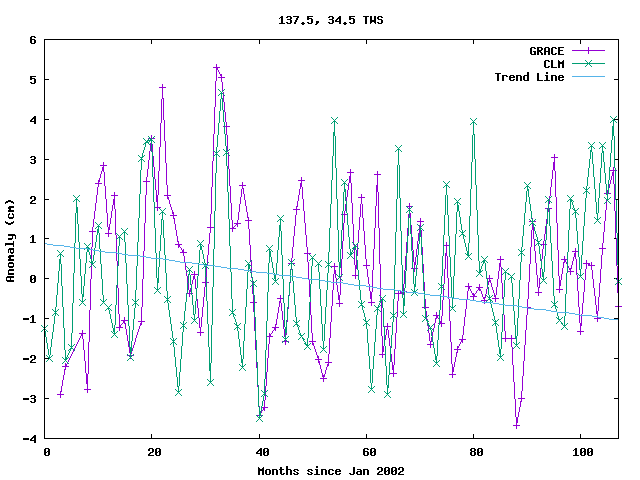 137.5, 34.5 TWS
GRACE
CLM
Trend Line
6
5
4
3
2
1
0
-1
-2
-3
-4
Anomaly (cm)
0 20 40 60 80 100
Months since Jan 2002